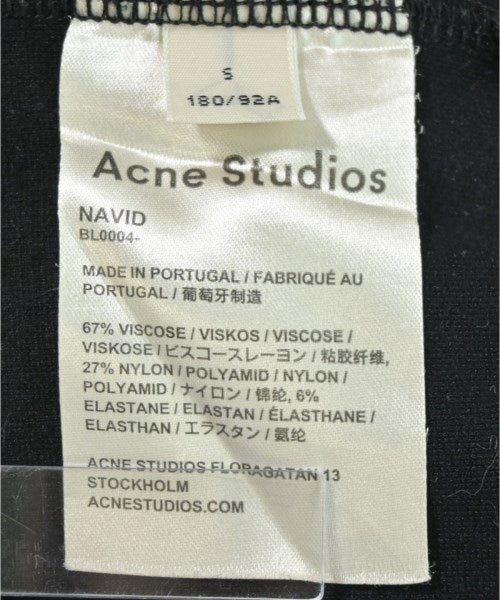 S
180/92A
Acne Studios
NAVID
BL0004-
MADE IN PORTUGAL / FABRIQUÉ AU
PORTUGAL / 葡萄牙制造
67% VISCOSE / VISKOS / VISCOSE /
VISKOSE / ビスコースレーヨン / 粘胶纤维,
27% NYLON / POLYAMID / NYLON /
POLYAMID / ナイロン / 锦纶, 6%
ELASTANE / ELASTAN / ÉLASTHANE /
ELASTHAN / エラスタン / 氨纶
ACNE STUDIOS FLORAGATAN 13
STOCKHOLM
ACNESTUDIOS.COM